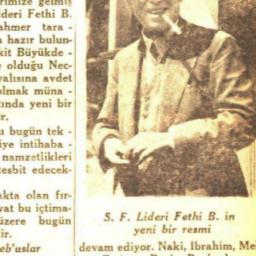 rimize gelmiş
ideri Fethi B.
ahmer tara -
hazır bulun-
kit Büyükde -
olduğu Nec-
yalısına avdet
olmak müna -
ında yeni bir
r.
bugün tek -
iye intihaba -
namzetlikleri
tesbit edecek-
akta olan fır-
vat bu içtima-
üzere bugün
ir.
eb'uslar
S. F. Lideri Fethi B. in
yeni bir resmi
devam ediyor. Naki, İbrahim, Me